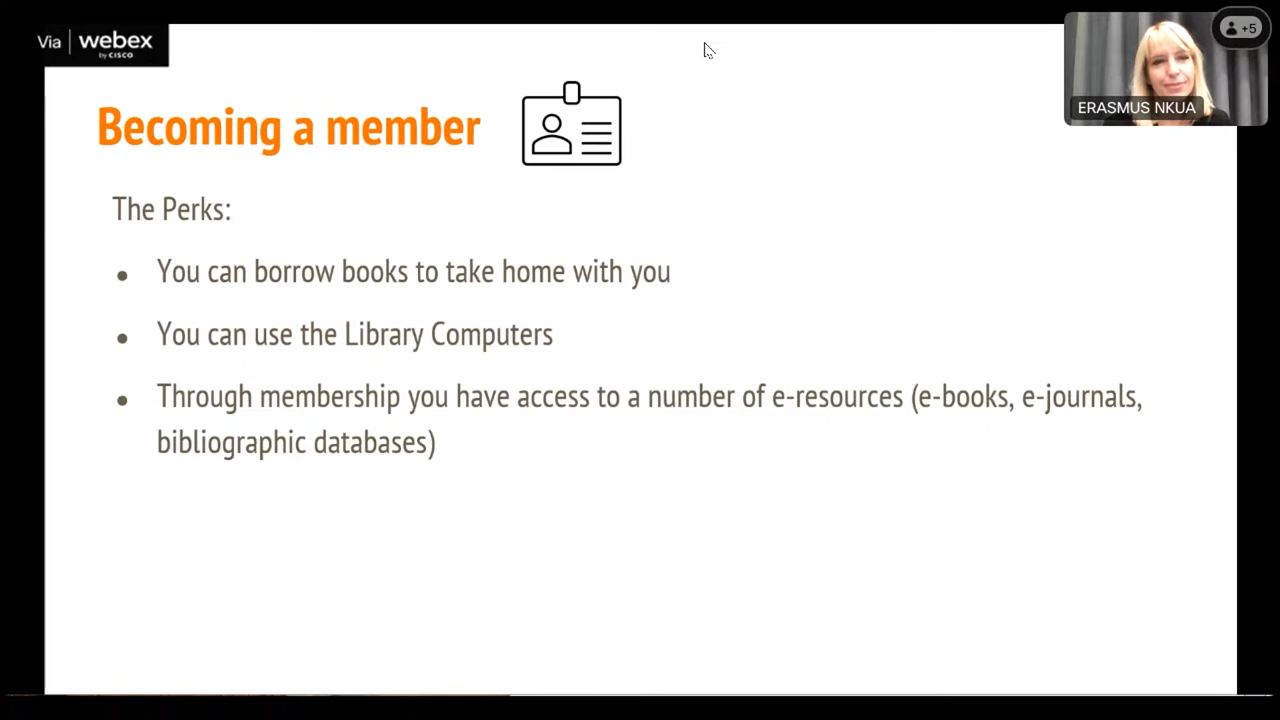 Via webex
by CISCO
+5
ERASMUS NKUA
Becoming a member
The Perks:
● You can borrow books to take home with you
● You can use the Library Computers
● Through membership you have access to a number of e-resources (e-books, e-journals,
bibliographic databases)